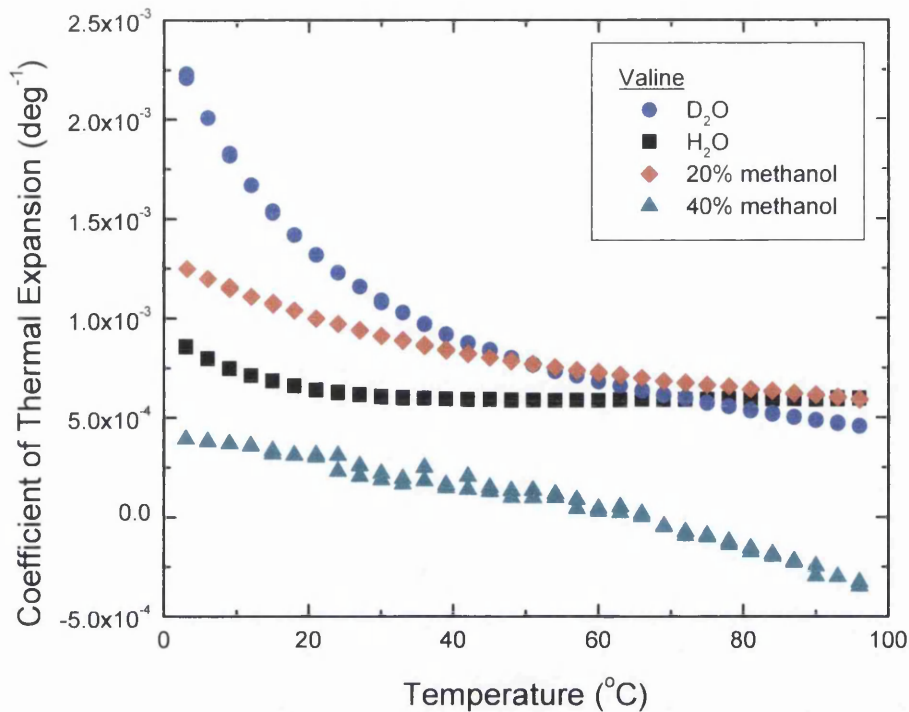 2.5x10⁻³
2.0x10⁻³
1.5x10⁻³
1.0x10⁻³
5.0x10⁻⁴
0.0
-5.0x10⁻⁴
Coefficient of Thermal Expansion (deg⁻¹)
Valine
D₂O
H₂O
20% methanol
40% methanol
0 20 40 60 80 100
Temperature (°C)